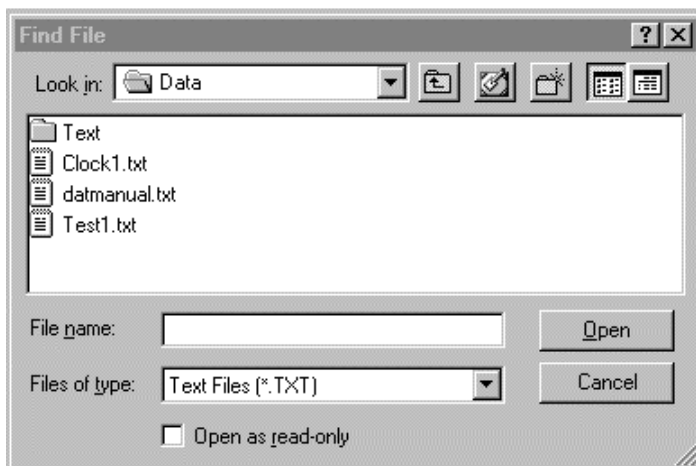 Find File
Look in: Data
Text
Clock1.txt
datmanual.txt
Test1.txt
File name: Open
Files of type: Text Files (*.TXT) Cancel
Open as read-only